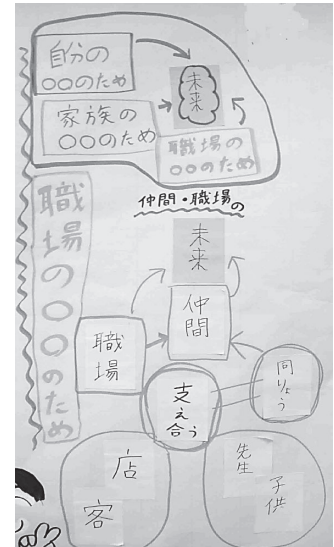 自分の
○○のため
未来
家族の
○○のため
職場の
○○のため
仲間・職場の
未来
職場の○○のため
仲間
職場
同りょう
支え
合う
店
客
先生
子供